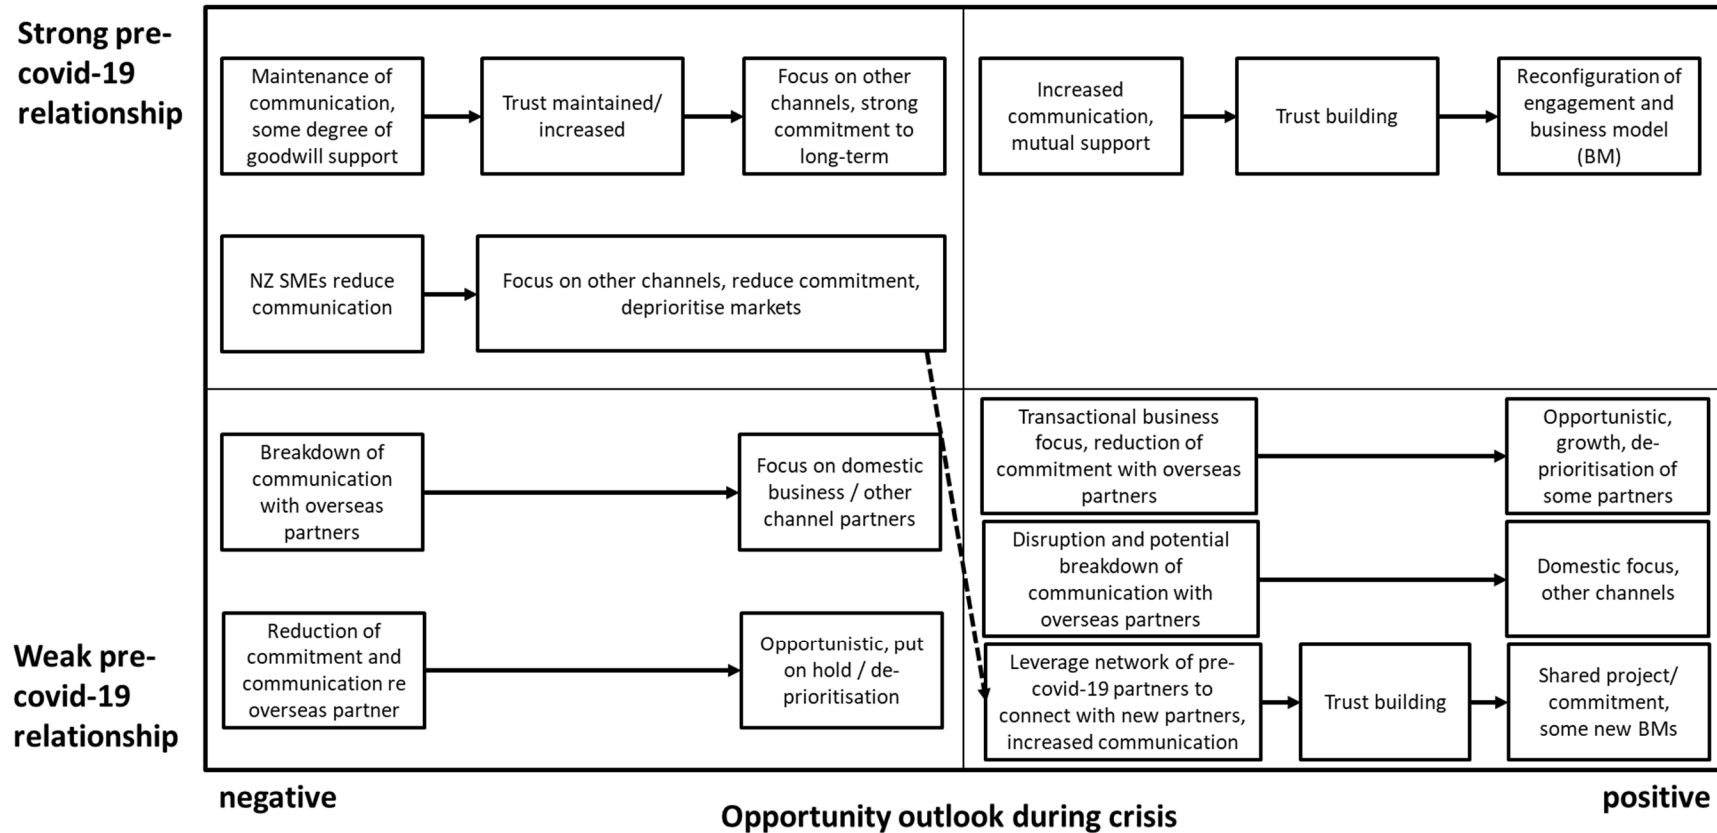 Strong pre-
covid-19
relationship
Maintenance of
communication,
some degree of
goodwill support
Trust maintained/
increased
Focus on other
channels, strong
commitment to
long-term
Increased
communication,
mutual support
Trust building
Reconfiguration of
engagement and
business model
(BM)
NZ SMEs reduce
communication
Focus on other channels, reduce commitment,
deprioritise markets
Breakdown of
communication
with overseas
partners
Focus on domestic
business / other
channel partners
Transactional business
focus, reduction of
commitment with overseas
partners
Opportunistic,
growth, de-
prioritisation of
some partners
Disruption and potential
breakdown of
communication with
overseas partners
Domestic focus,
other channels
Weak pre-
covid-19
relationship
Reduction of
commitment and
communication re
overseas partner
Opportunistic, put
on hold / de-
prioritisation
Leverage network of pre-
covid-19 partners to
connect with new partners,
increased communication
Trust building
Shared project/
commitment,
some new BMs
negative
Opportunity outlook during crisis
positive